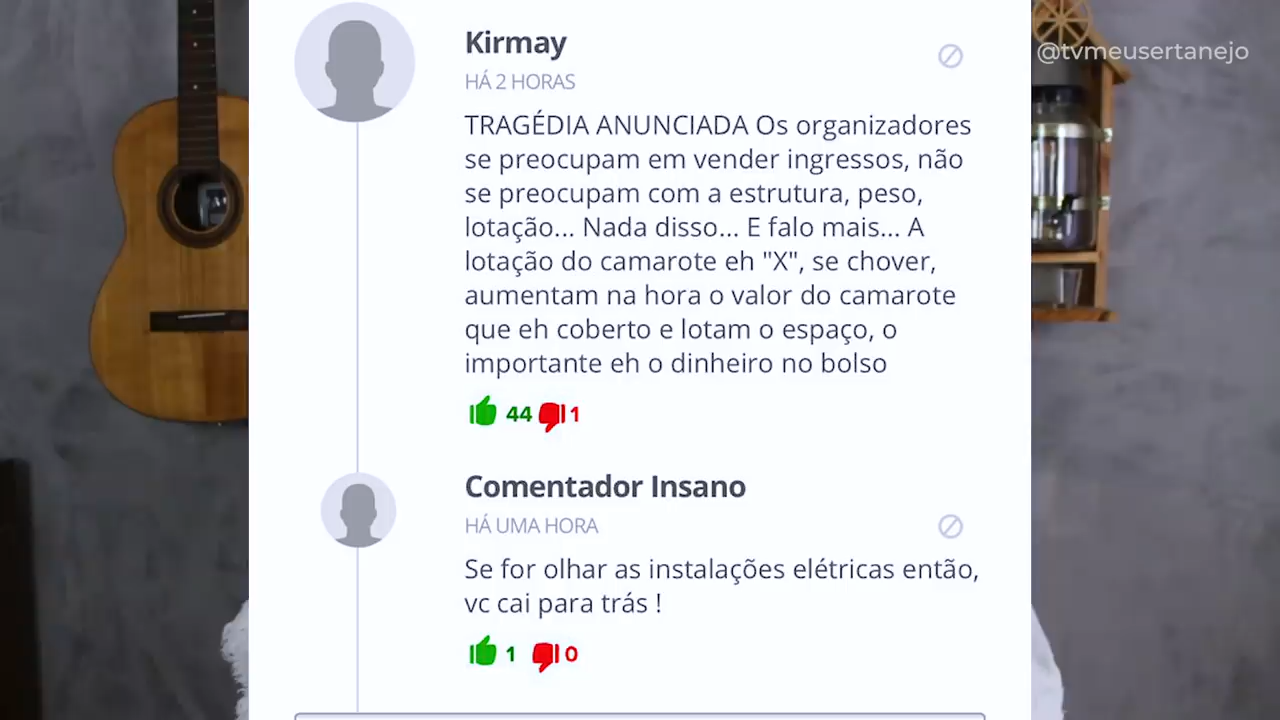 @tvmeusertanejo
Kirmay
HÁ 2 HORAS
TRAGÉDIA ANUNCIADA Os organizadores
se preocupam em vender ingressos, não
se preocupam com a estrutura, peso,
lotação... Nada disso... E falo mais... A
lotação do camarote eh "X", se chover,
aumentam na hora o valor do camarote
que eh coberto e lotam o espaço, o
importante eh o dinheiro no bolso
44 1
Comentador Insano
HÁ UMA HORA
Se for olhar as instalações elétricas então,
vc cai para trás !
1 0